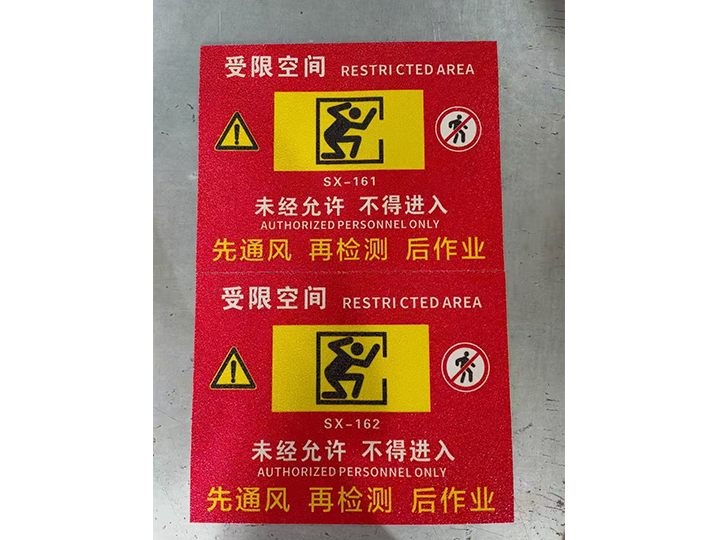 受限空间 RESTRICTED AREA
SX-161
未经允许 不得进入
AUTHORIZED PERSONNEL ONLY
先通风 再检测 后作业
受限空间 RESTRICTED AREA
SX-162
未经允许 不得进入
AUTHORIZED PERSONNEL ONLY
先通风 再检测 后作业